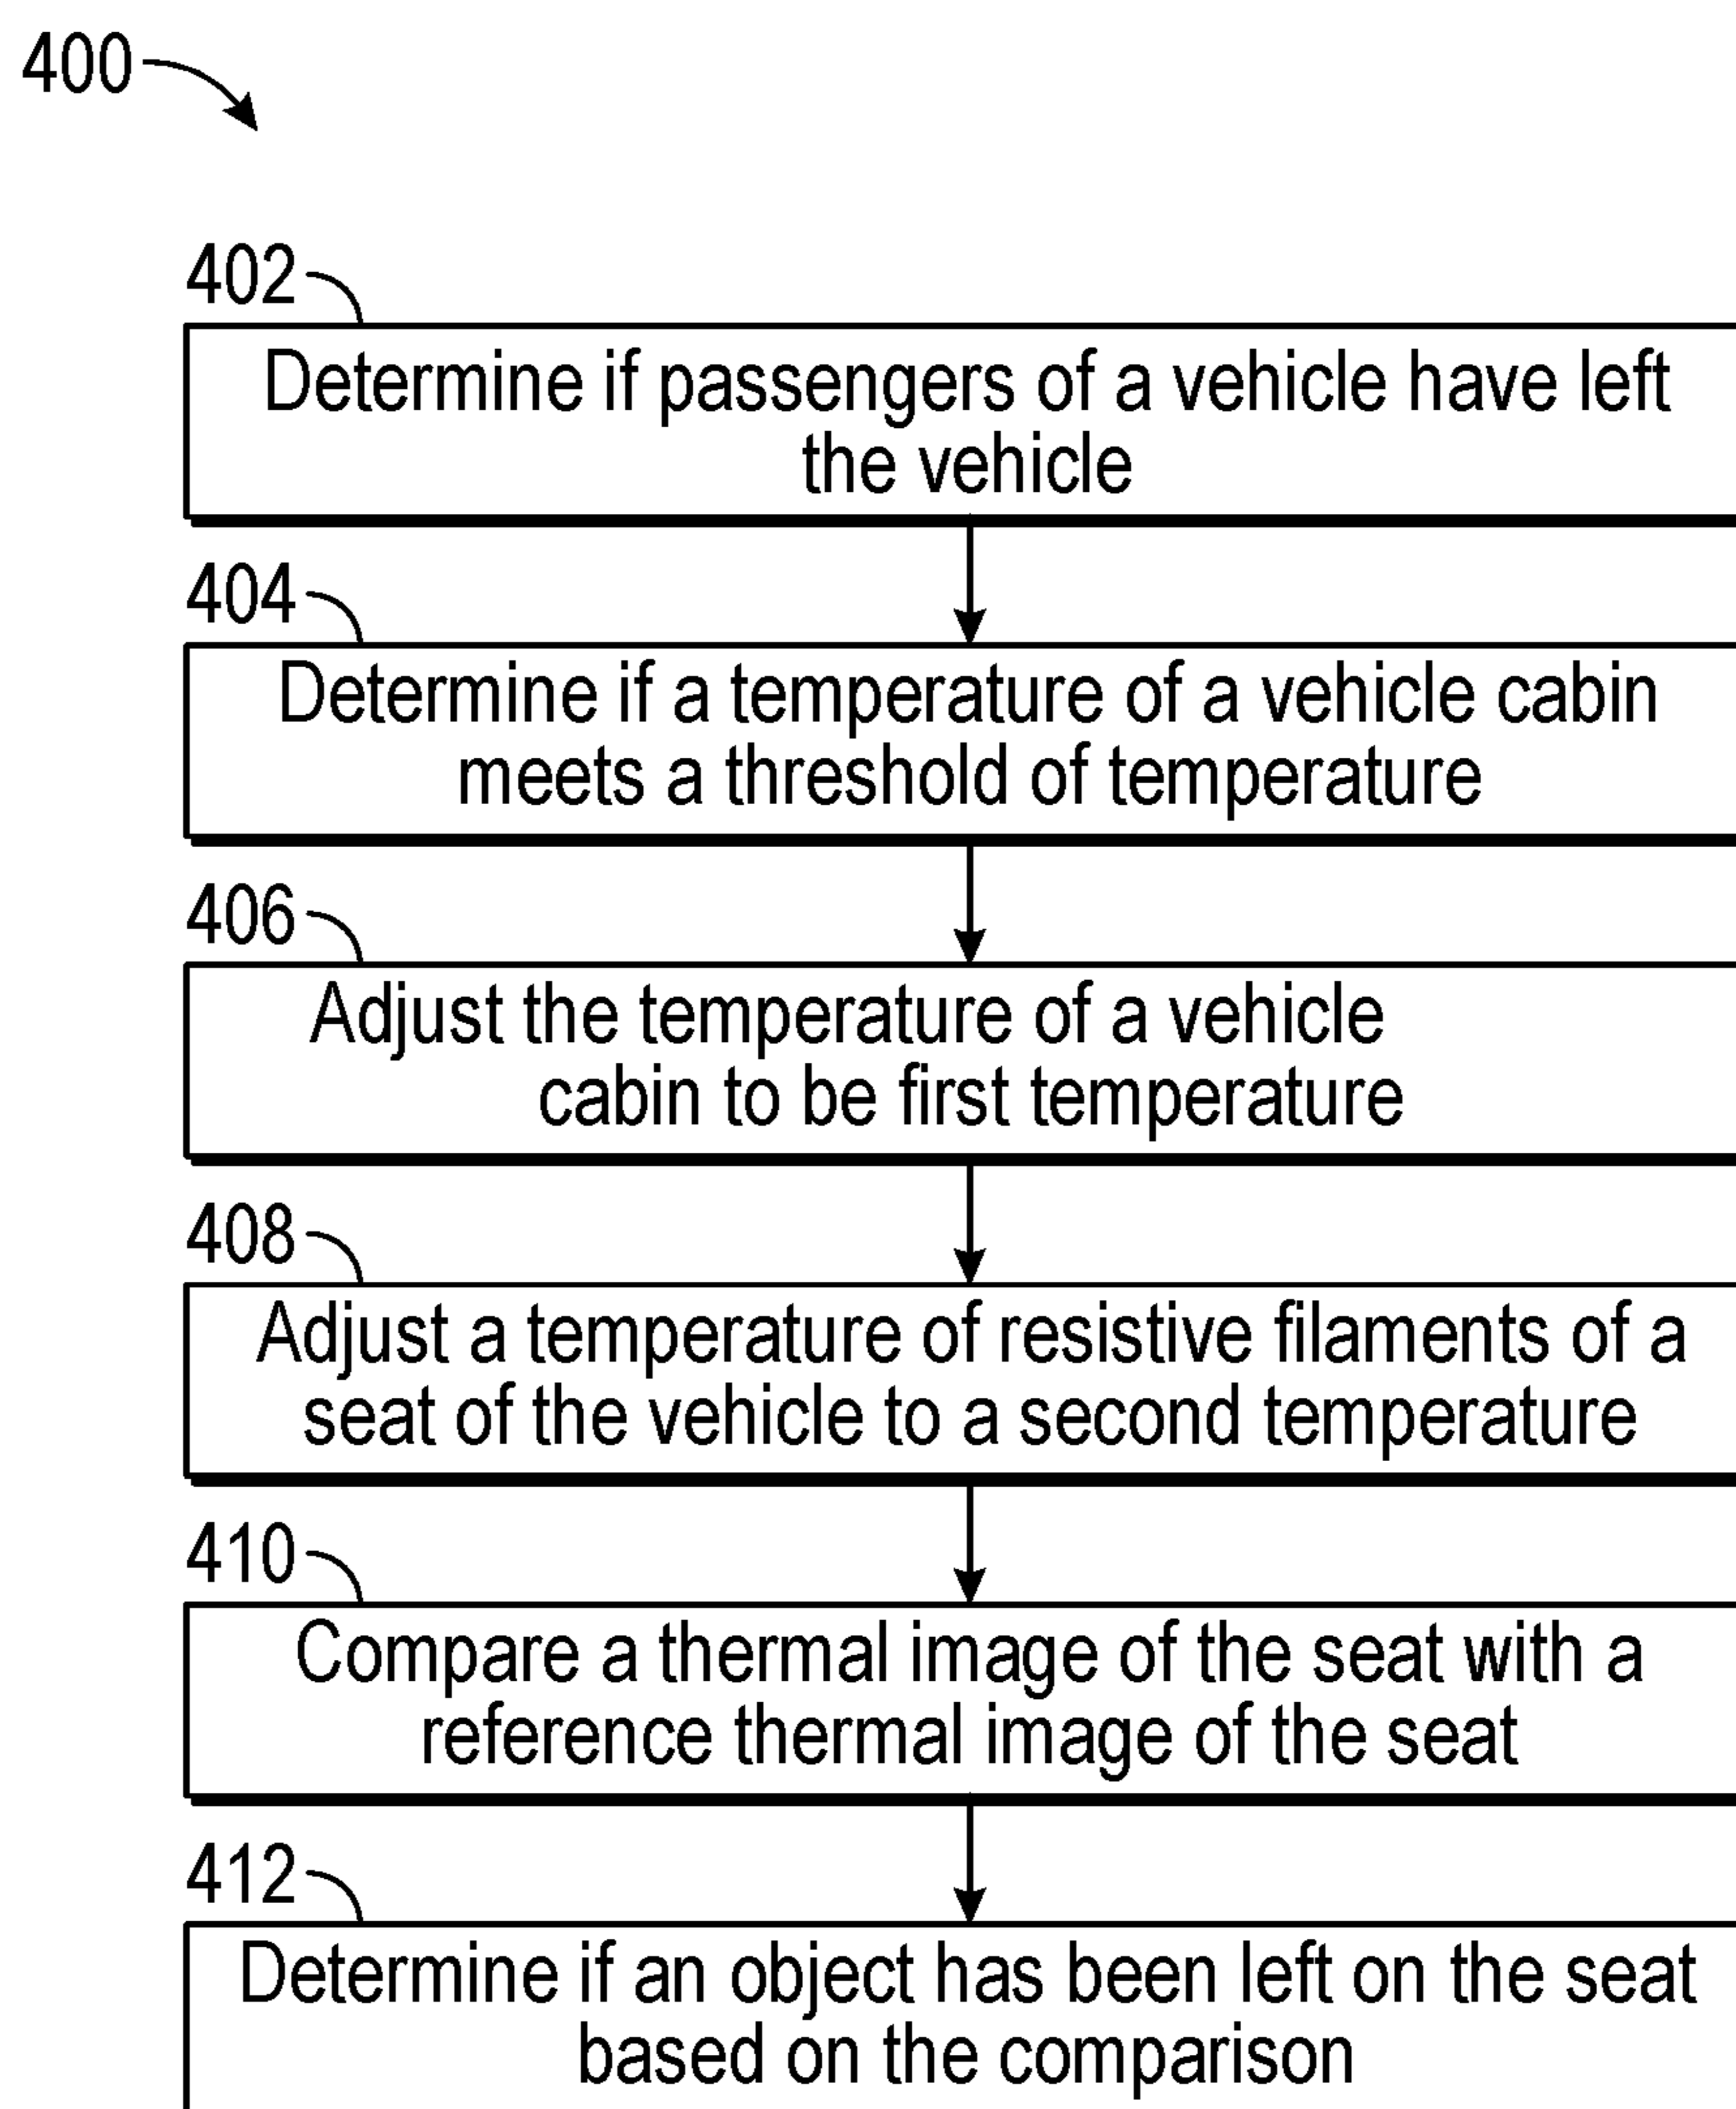 400
402
Determine if passengers of a vehicle have left
the vehicle
404
Determine if a temperature of a vehicle cabin
meets a threshold of temperature
406
Adjust the temperature of a vehicle
cabin to be first temperature
408
Adjust a temperature of resistive filaments of a
seat of the vehicle to a second temperature
410
Compare a thermal image of the seat with a
reference thermal image of the seat
412
Determine if an object has been left on the seat
based on the comparison